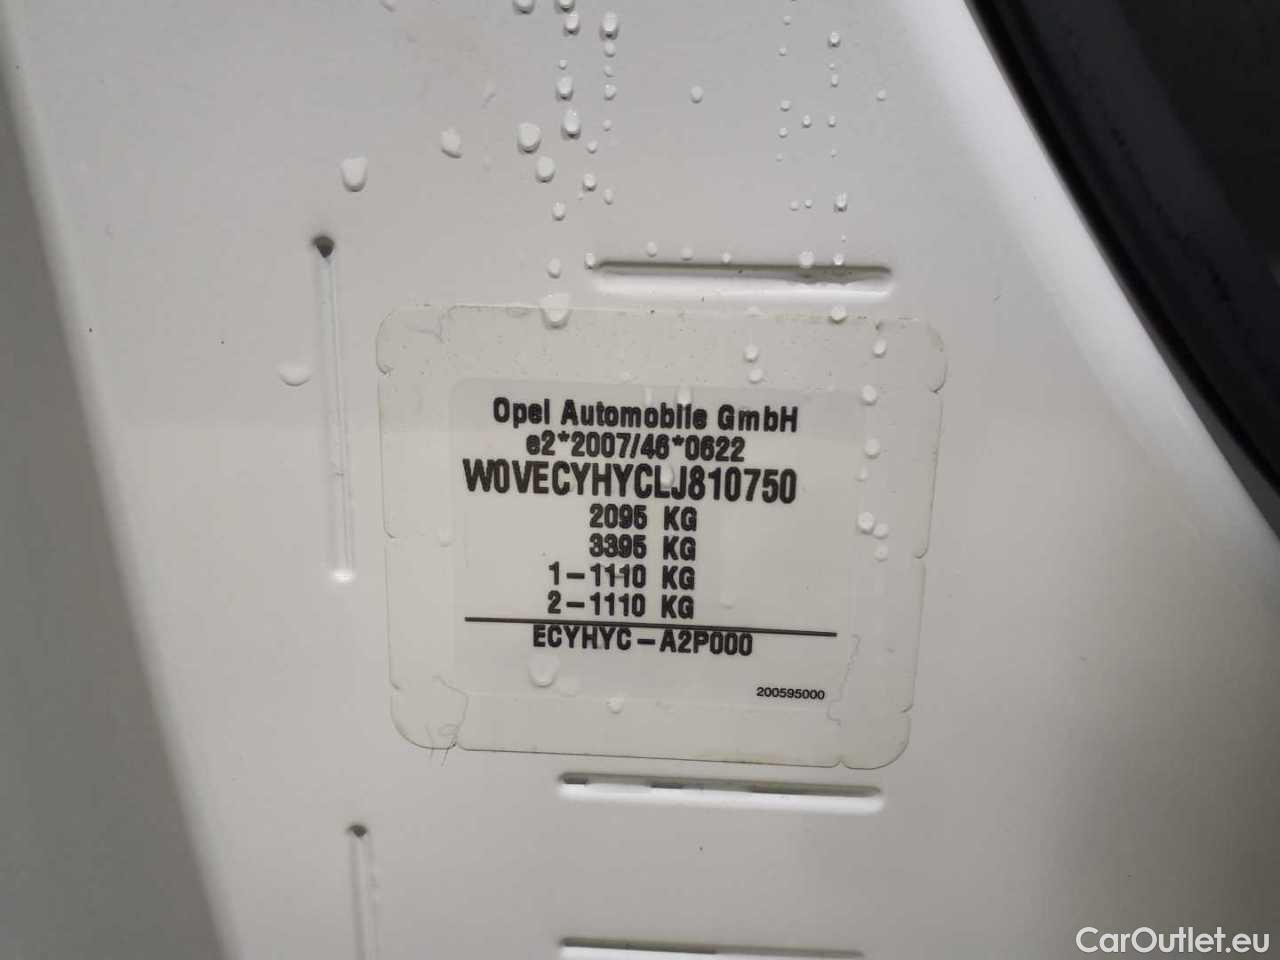 Opel Automobile GmbH
e2*2007/46*0622
W0VECYHYCLJ810750
2095 KG
3395 KG
1-1110 KG
2-1110 KG
ECYHYC-A2P000
200595000
CarOutlet.eu